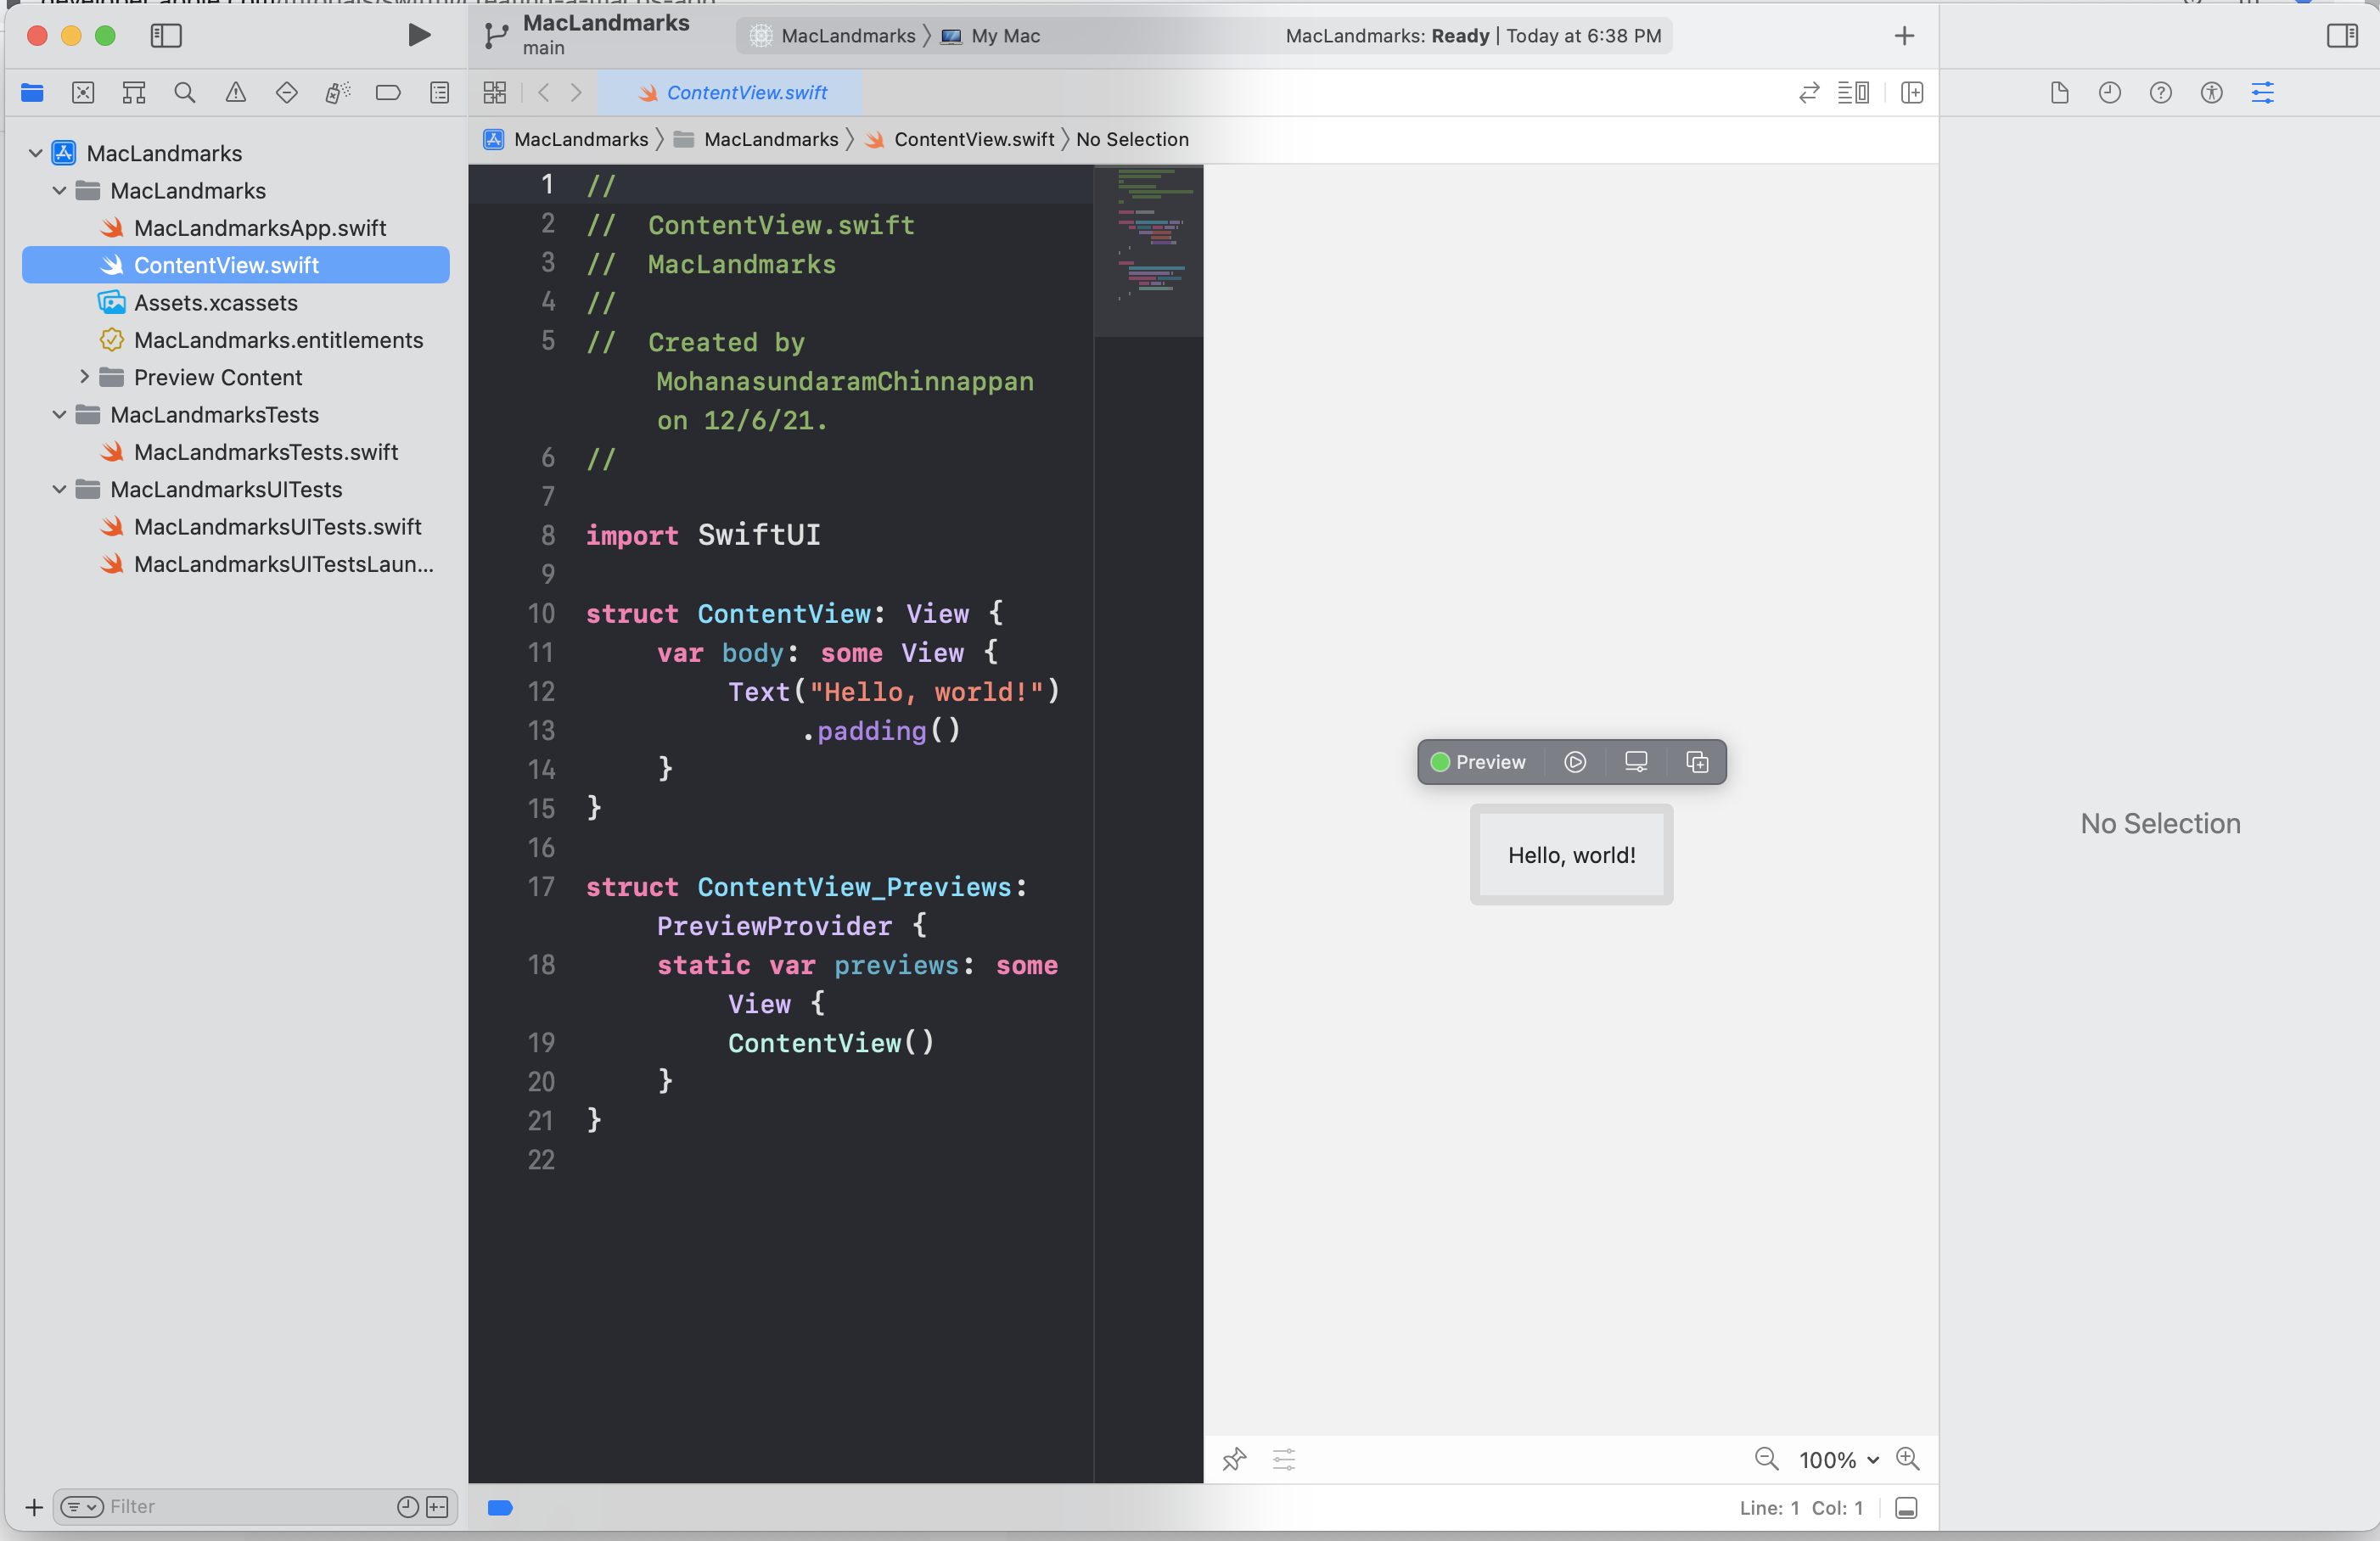 MacLandmarks
main
MacLandmarks
My Mac
MacLandmarks: Ready | Today at 6:38 PM
ContentView.swift
MacLandmarks
MacLandmarks
ContentView.swift
No Selection
MacLandmarks
MacLandmarks
MacLandmarksApp.swift
ContentView.swift
Assets.xcassets
MacLandmarks.entitlements
Preview Content
MacLandmarksTests
MacLandmarksTests.swift
MacLandmarksUITests
MacLandmarksUITests.swift
MacLandmarksUITestsLaun...
Filter
1 //
2 //  ContentView.swift
3 //  MacLandmarks
4 //
5 //  Created by
MohanasundaramChinnappan
on 12/6/21.
6 //
7
8 import SwiftUI
9
10 struct ContentView: View {
11 var body: some View {
12 Text("Hello, world!")
13 .padding()
14 }
15 }
16
17 struct ContentView_Previews:
PreviewProvider {
18 static var previews: some
View {
19 ContentView()
20 }
21 }
22
Preview
Hello, world!
100%
Line: 1 Col: 1
No Selection